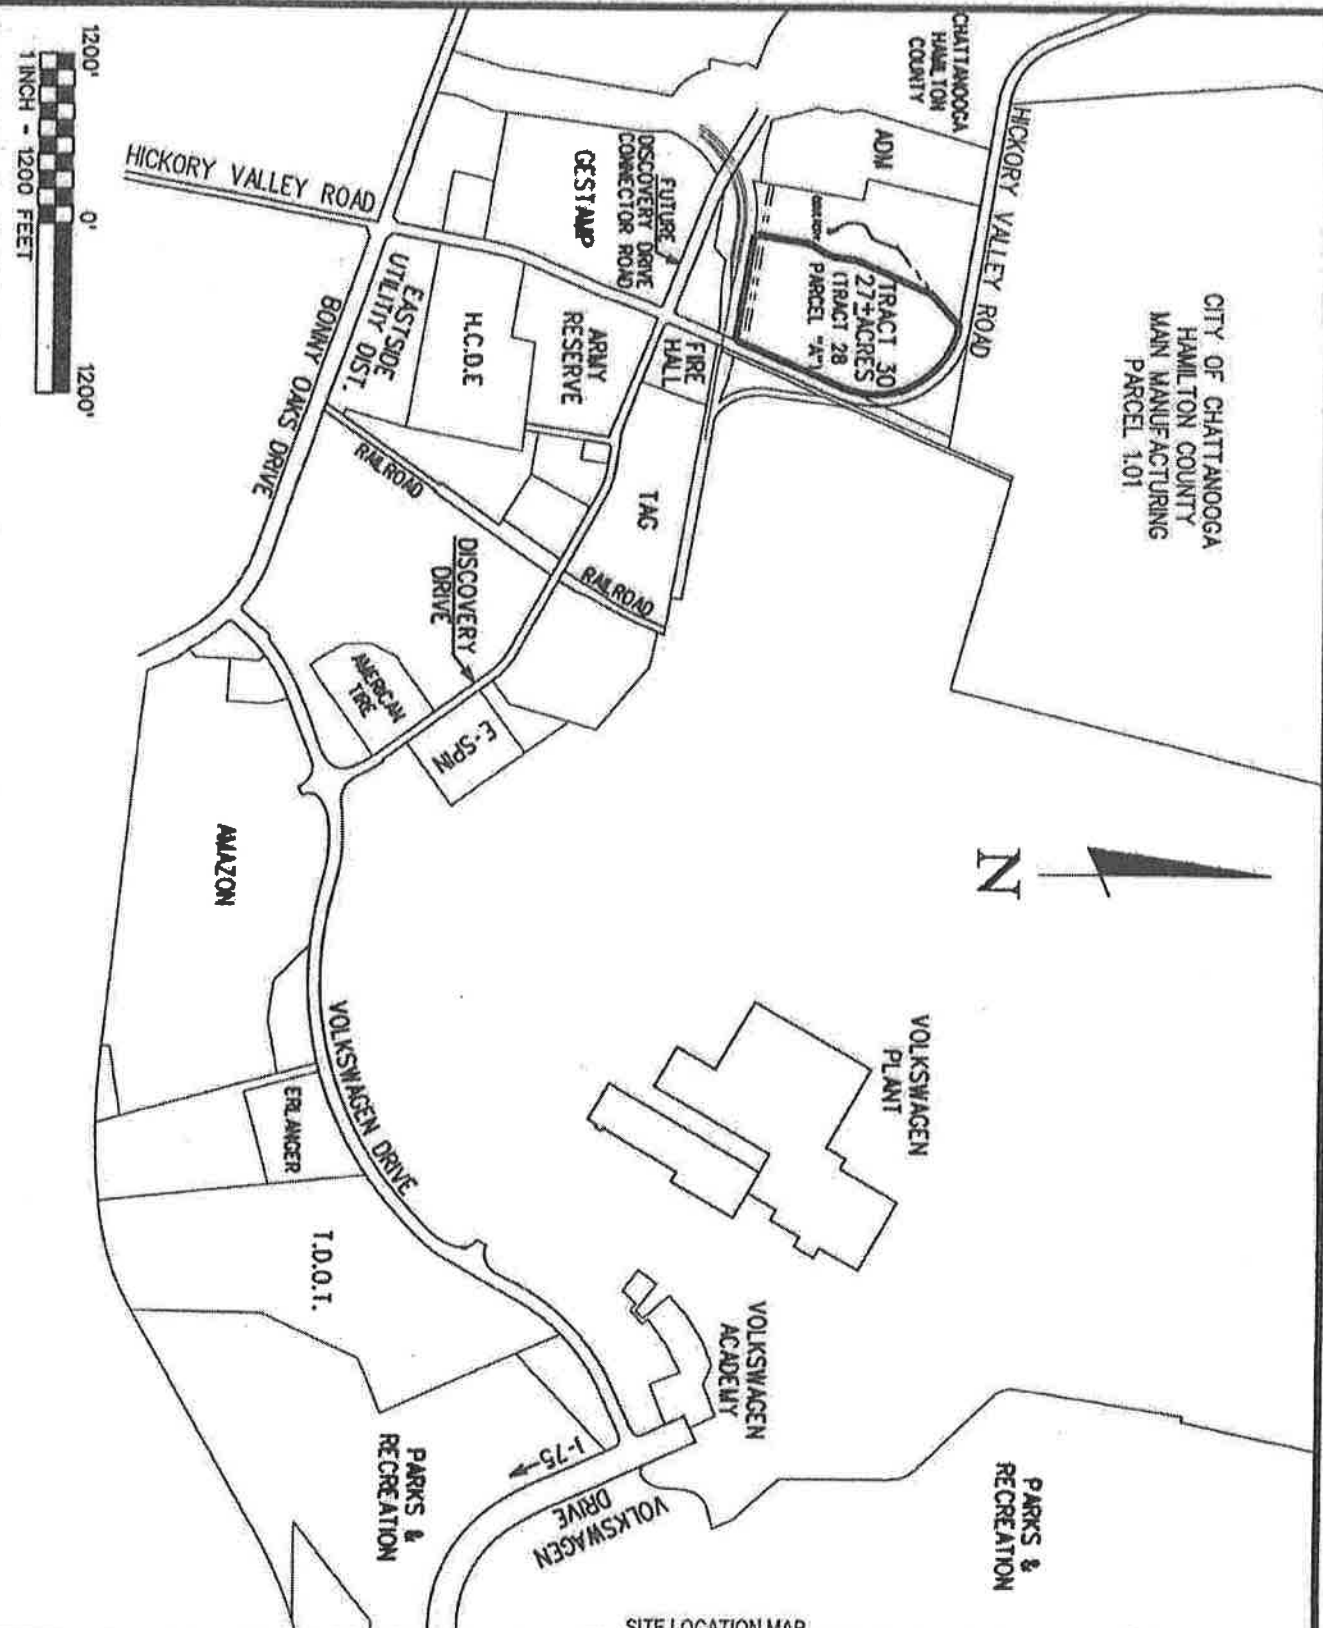 CITY OF CHATTANOOGA
HAMILTON COUNTY
MAIN MANUFACTURING
PARCEL 1.01
PARKS &
RECREATION
CHATTANOOGA
HAMILTON
COUNTY
HICKORY VALLEY ROAD
N
VOLKSWAGEN
PLANT
ADM
TRACT 30
27± ACRES
(TRACT 28
PARCEL "A")
VOLKSWAGEN
ACADEMY
FUTURE
DISCOVERY DRIVE
CONNECTOR ROAD
FIRE
HALL
TAG
RAILROAD
GESTAMP
ARMY
RESERVE
H.C.D.E
DISCOVERY
DRIVE
E-SPIN
AMERICAN
TIRE
VOLKSWAGEN
DRIVE
I-75
PARKS &
RECREATION
EASTSIDE
UTILITIY DIST.
RAILROAD
VOLKSWAGEN DRIVE
T.D.O.T.
ERLANGER
AMAZON
BONNY OAKS DRIVE
HICKORY VALLEY ROAD
1200' 0' 1200'
1 INCH - 1200 FEET
SITE LOCATION MAP